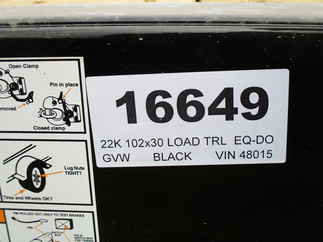 Open Clamp
Pin in place
Closed clamp
16649
22K 102x30 LOAD TRL EQ-DO
GVW BLACK VIN 48015
Lug Nuts
TIGHT?
Tires and Wheels OK?